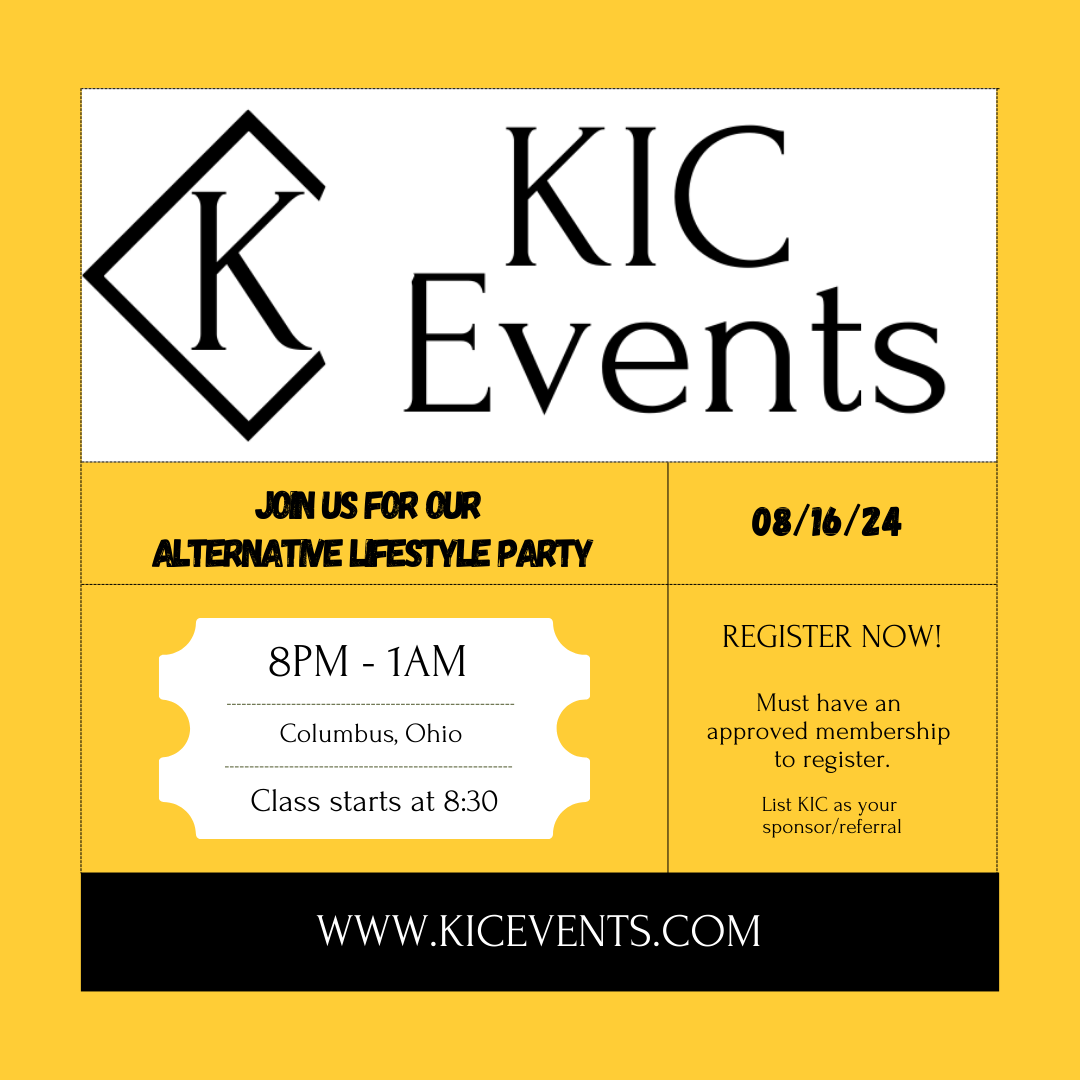 K
KIC
Events
JOIN US FOR OUR
ALTERNATIVE LIFESTYLE PARTY
08/16/24
8PM - 1AM
Columbus, Ohio
Class starts at 8:30
REGISTER NOW!
Must have an
approved membership
to register.
List KIC as your
sponsor/referral
WWW.KICEVENTS.COM